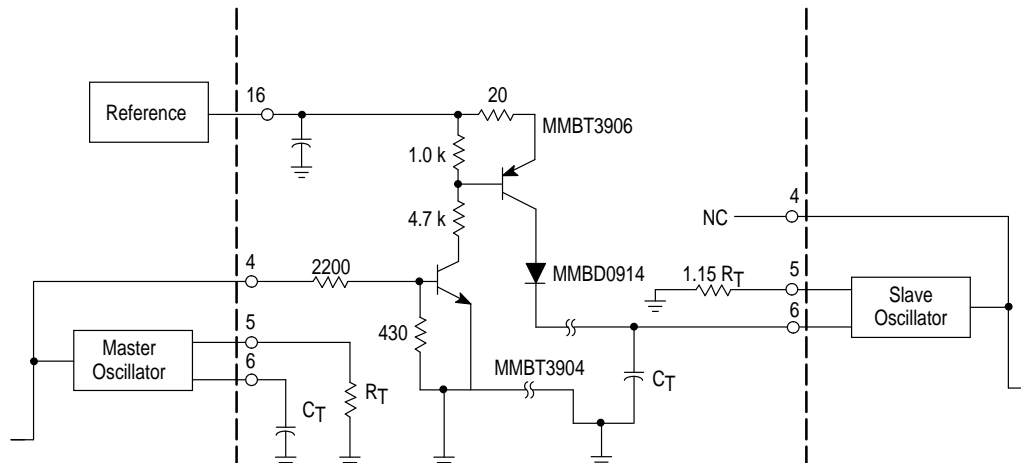 Reference
16
20
MMBT3906
1.0 k
4.7 k
4
NC
4
2200
MMBD0914
1.15 RT
5
6
Slave
Oscillator
430
5
6
Master
Oscillator
MMBT3904
CT
RT
CT